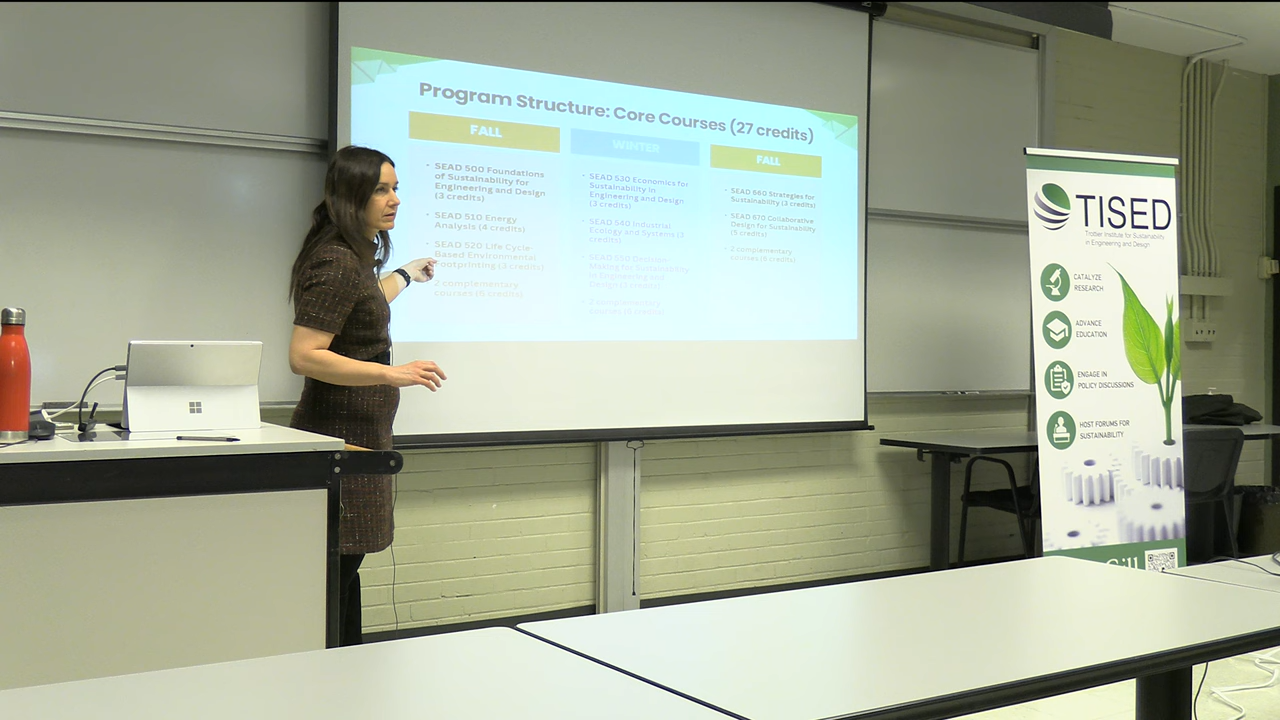 Program Structure: Core Courses (27 credits)
FALL
• SEAD 500 Foundations
of Sustainability for
Engineering and Design
(3 credits)
• SEAD 510 Energy
Analysis (4 credits)
• SEAD 520 Life Cycle-
Based Environmental
Footprinting (3 credits)
2 complementary
courses (6 credits)
WINTER
• SEAD 530 Economics for
Sustainability in
Engineering and Design
(3 credits)
• SEAD 540 Industrial
Ecology and Systems
credits)
• SEAD 550 Decision-
Making for Sustainability
in Engineering and
Design (3 credits)
• 2 complementary
courses (6 credits)
FALL
• SEAD 660 Strategies for
Sustainability (3 credits)
• SEAD 670 Collaborative
Design for Sustainability
(5 credits)
• 2 complementary
courses (6 credits)
TISED
Trottier Institute for Sustainability
in Engineering and Design
CATALYZE
RESEARCH
ADVANCE
EDUCATION
ENGAGE IN
POLICY DISCUSSIONS
HOST FORUMS FOR
SUSTAINABILITY